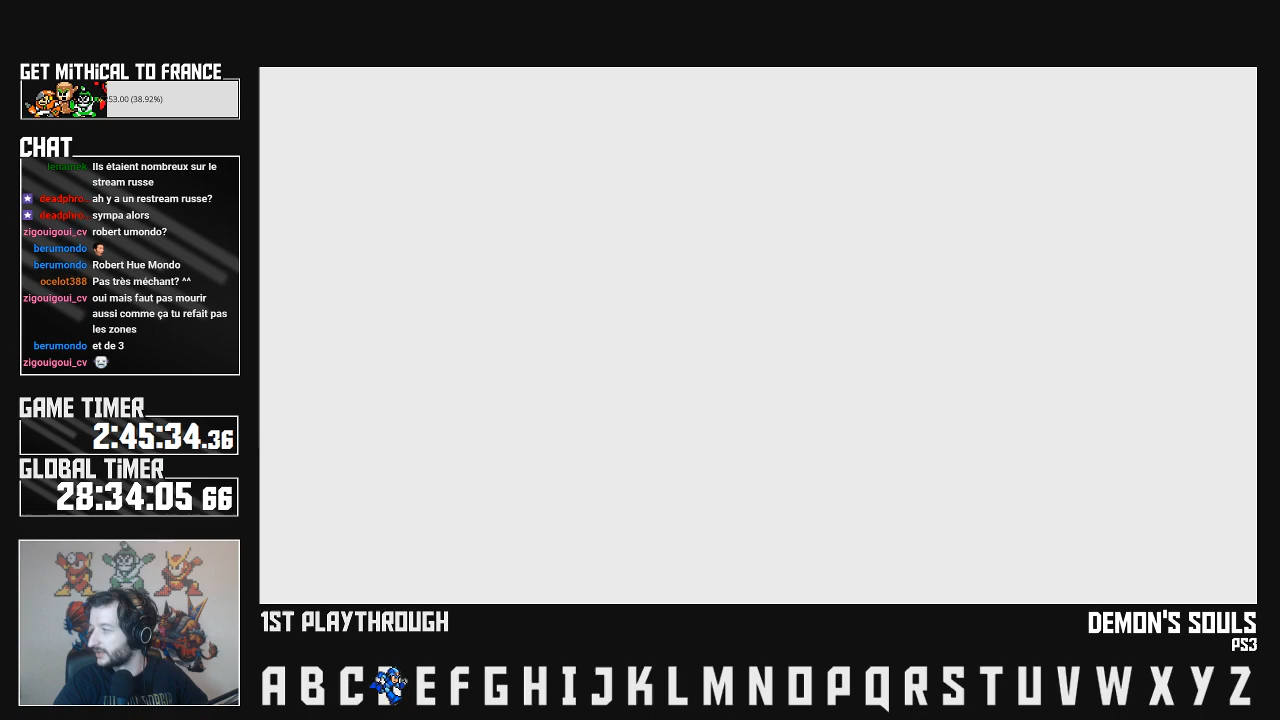 GET MiTHiCAL TO FRANCE
53.00 (38.92%)
CHAT
lenamek Ils étaient nombreux sur le
stream russe
deadphro.. ah y a un restream russe?
deadphro.. sympa alors
zigouigoui_cv robert umondo?
berumondo
berumondo Robert Hue Mondo
ocelot388 Pas très méchant? ^^
zigouigoui_cv oui mais faut pas mourir
aussi comme ça tu refait pas
les zones
berumondo et de 3
zigouigoui_cv
GAME TIMER
2:45:34.36
GLOBAL TiMER
28:34:05 66
1ST PLAYTHROUGH
DEMON'S SOULS
PS3
A B C E F G H I J K L M N O P Q R S T U V W X Y Z